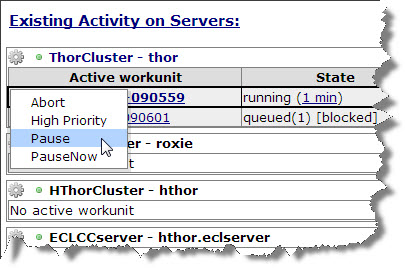 Existing Activity on Servers:
ThorCluster - thor
Active workunit State
090559 running (1 min)
Abort
High Priority 090601 queued(1) [blocked]
Pause - roxie
PauseNow
HThorCluster - hthor
No active workunit
ECLCCserver - hthor.eclserver